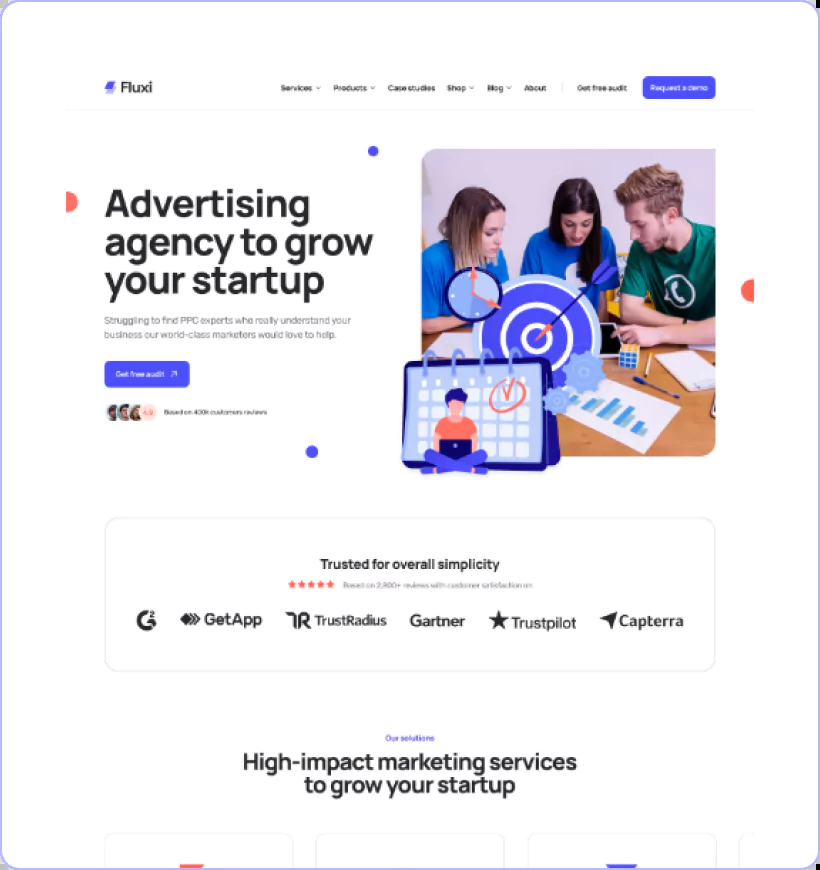 Fluxi
Services Products Case studies Shop Blog About Get free audit Request a demo
Advertising
agency to grow
your startup
Struggling to find PPC experts who really understand your
business our world-class marketers would love to help.
Get free audit
4.9 Based on 400k customers reviews
Trusted for overall simplicity
Based on 2,800+ reviews with customer satisfaction on
G2 GetApp TrustRadius Gartner Trustpilot Capterra
Our solutions
High-impact marketing services
to grow your startup